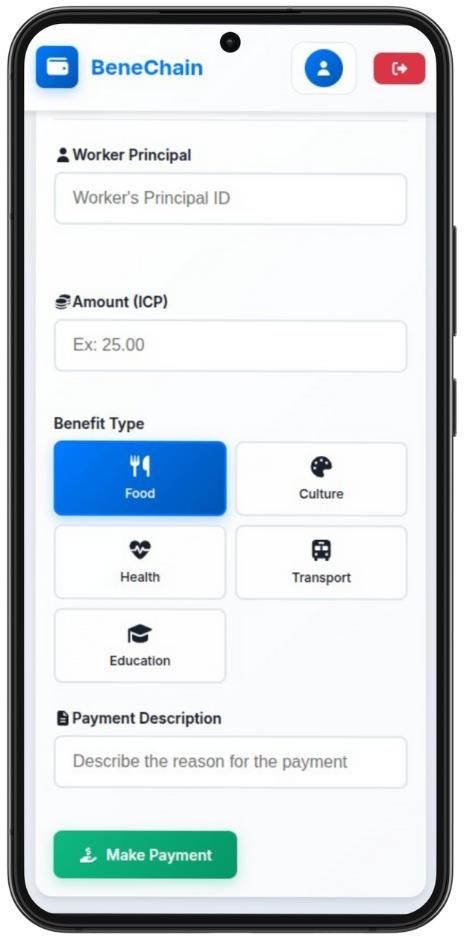 BeneChain
Worker Principal
Worker's Principal ID
Amount (ICP)
Ex: 25.00
Benefit Type
Food
Culture
Health
Transport
Education
Payment Description
Describe the reason for the payment
Make Payment